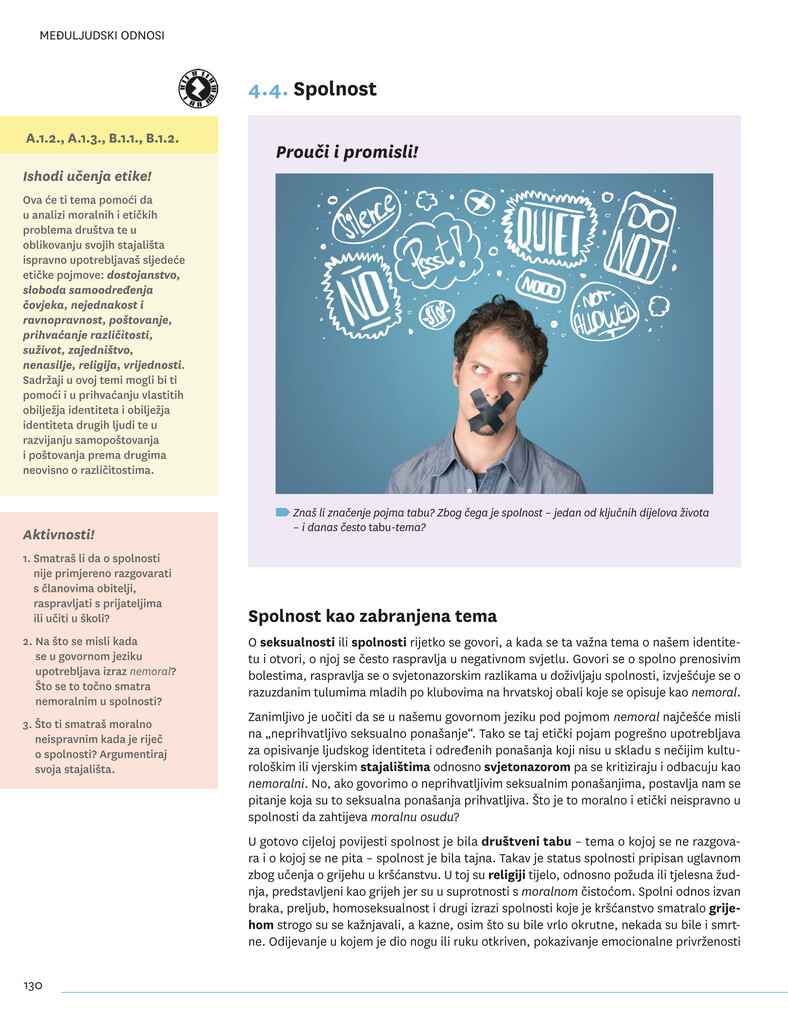 MEĐULJUDSKI ODNOSI
4.4. Spolnost
A.1.2., A.1.3., B.1.1., B.1.2.
Ishodi učenja etike!
Ova će ti tema pomoći da
u analizi moralnih i etičkih
problema društva te u
oblikovanju svojih stajališta
ispravno upotrebljavaš sljedeće
etičke pojmove: dostojanstvo,
sloboda samoodređenja
čovjeka, nejednakost i
ravnopravnost, poštovanje,
prihvaćanje različitosti,
suživot, zajedništvo,
nenasilje, religija, vrijednosti.
Sadržaji u ovoj temi mogli bi ti
pomoći i u prihvaćanju vlastitih
obilježja identiteta i obilježja
identiteta drugih ljudi te u
razvijanju samopoštovanja
i poštovanja prema drugima
neovisno o različitostima.
Aktivnosti!
1. Smatraš li da o spolnosti
nije primjereno razgovarati
s članovima obitelji,
raspravljati s prijateljima
ili učiti u školi?
2. Na što se misli kada
se u govornom jeziku
upotrebljava izraz nemoral?
Što se to točno smatra
nemoralnim u spolnosti?
3. Što ti smatraš moralno
neispravnim kada je riječ
o spolnosti? Argumentiraj
svoja stajališta.
Prouči i promisli!
Silence
Pssst!
QUIET
DO
NOT
NO
STOP
NOOO
NOT
ALLOWED
Znaš li značenje pojma tabu? Zbog čega je spolnost – jedan od ključnih dijelova života
– i danas često tabu-tema?
Spolnost kao zabranjena tema
O seksualnosti ili spolnosti rijetko se govori, a kada se ta važna tema o našem identite-
tu i otvori, o njoj se često raspravlja u negativnom svjetlu. Govori se o spolno prenosivim
bolestima, raspravlja se o svjetonazorskim razlikama u doživljaju spolnosti, izvješćuje se o
razuzdanim tulumima mladih po klubovima na hrvatskoj obali koje se opisuje kao nemoral.
Zanimljivo je uočiti da se u našemu govornom jeziku pod pojmom nemoral najčešće misli
na „neprihvatljivo seksualno ponašanje“. Tako se taj etički pojam pogrešno upotrebljava
za opisivanje ljudskog identiteta i određenih ponašanja koji nisu u skladu s nečijim kultu-
rološkim ili vjerskim stajalištima odnosno svjetonazorom pa se kritiziraju i odbacuju kao
nemoralni. No, ako govorimo o neprihvatljivim seksualnim ponašanjima, postavlja nam se
pitanje koja su to seksualna ponašanja prihvatljiva. Što je to moralno i etički neispravno u
spolnosti da zahtijeva moralnu osudu?
U gotovo cijeloj povijesti spolnost je bila društveni tabu – tema o kojoj se ne razgova-
ra i o kojoj se ne pita – spolnost je bila tajna. Takav je status spolnosti pripisan uglavnom
zbog učenja o grijehu u kršćanstvu. U toj su religiji tijelo, odnosno požuda ili tjelesna žud-
nja, predstavljeni kao grijeh jer su u suprotnosti s moralnom čistoćom. Spolni odnos izvan
braka, preljub, homoseksualnost i drugi izrazi spolnosti koje je kršćanstvo smatralo grije-
hom strogo su se kažnjavali, a kazne, osim što su bile vrlo okrutne, nekada su bile i smrt-
ne. Odijevanje u kojem je dio nogu ili ruku otkriven, pokazivanje emocionalne privrženosti
130